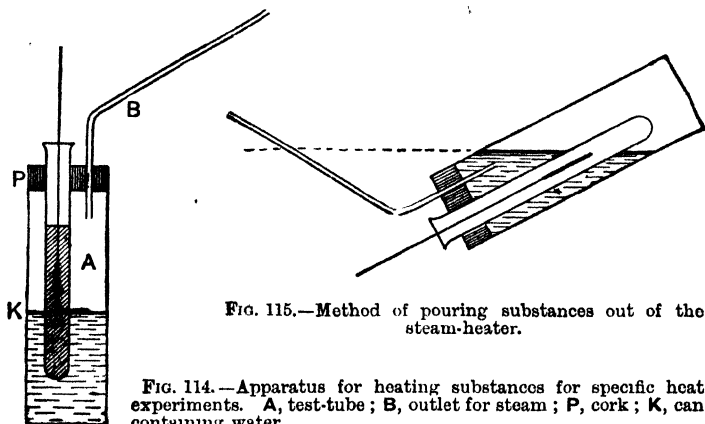 B
P
A
K
FIG. 115.—Method of pouring substances out of the
steam-heater.
FIG. 114.—Apparatus for heating substances for specific heat
experiments. A, test-tube; B, outlet for steam; P, cork; K, can
containing water